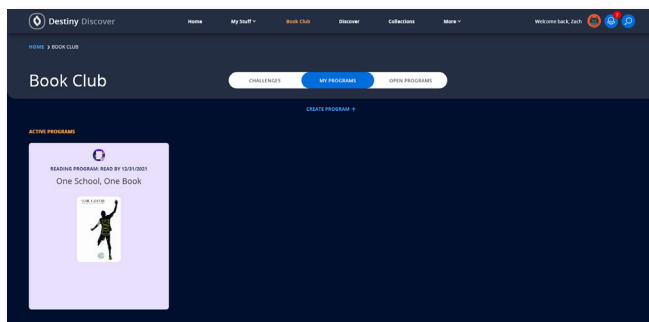 Destiny Discover
Home
My Stuff
Book Club
Discover
Collections
More
Welcome back, Zach
HOME > BOOK CLUB
Book Club
CHALLENGES
MY PROGRAMS
OPEN PROGRAMS
CREATE PROGRAM +
ACTIVE PROGRAMS
READING PROGRAM: READ BY 12/31/2021
One School, One Book